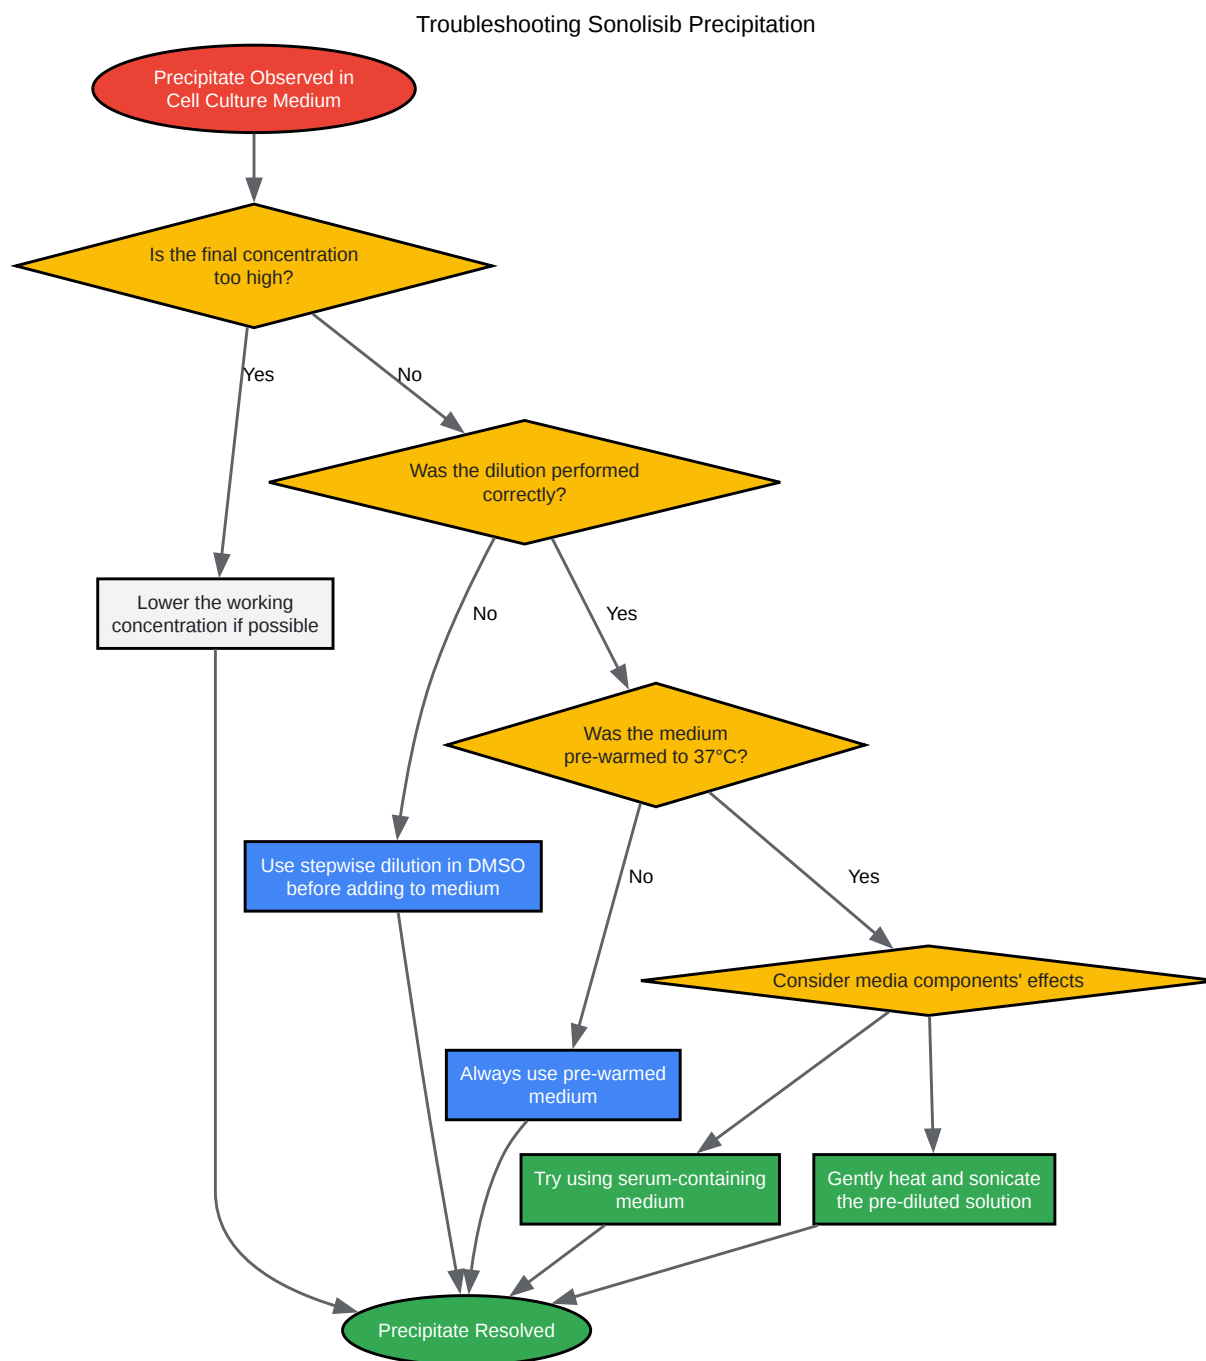 Troubleshooting Sonolisib Precipitation
Precipitate Observed in
Cell Culture Medium
Is the final concentration
too high?
Yes
No
Was the dilution performed
correctly?
Lower the working
concentration if possible
No
Yes
Was the medium
pre-warmed to 37°C?
Use stepwise dilution in DMSO
before adding to medium
No
Yes
Consider media components' effects
Always use pre-warmed
medium
Try using serum-containing
medium
Gently heat and sonicate
the pre-diluted solution
Precipitate Resolved